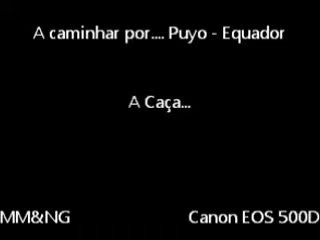 A caminhar por.... Puyo - Equador
A Caça...
MM&NG
Canon EOS 500D